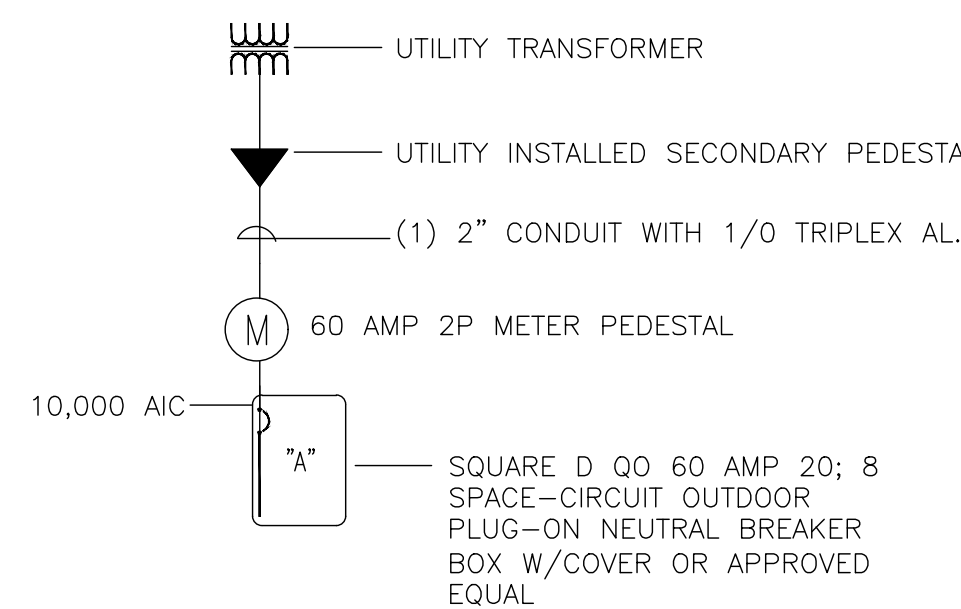 UTILITY TRANSFORMER
UTILITY INSTALLED SECONDARY PEDESTA
(1) 2" CONDUIT WITH 1/0 TRIPLEX AL.
M
60 AMP 2P METER PEDESTAL
10,000 AIC
"A"
SQUARE D QO 60 AMP 20; 8
SPACE-CIRCUIT OUTDOOR
PLUG-ON NEUTRAL BREAKER
BOX W/COVER OR APPROVED
EQUAL